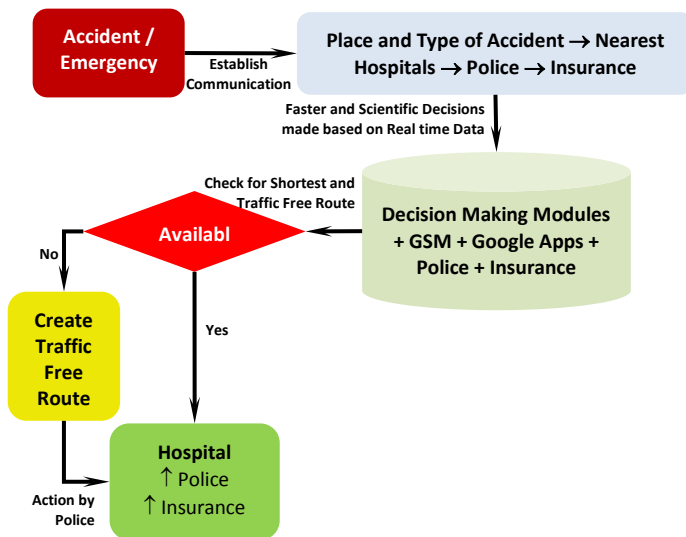 Accident /
Emergency
Establish
Communication
Place and Type of Accident → Nearest
Hospitals → Police → Insurance
Faster and Scientific Decisions
made based on Real time Data
Decision Making Modules
+ GSM + Google Apps +
Police + Insurance
Check for Shortest and
Traffic Free Route
Availabl
No
Yes
Create
Traffic
Free
Route
Action by
Police
Hospital
↑ Police
↑ Insurance